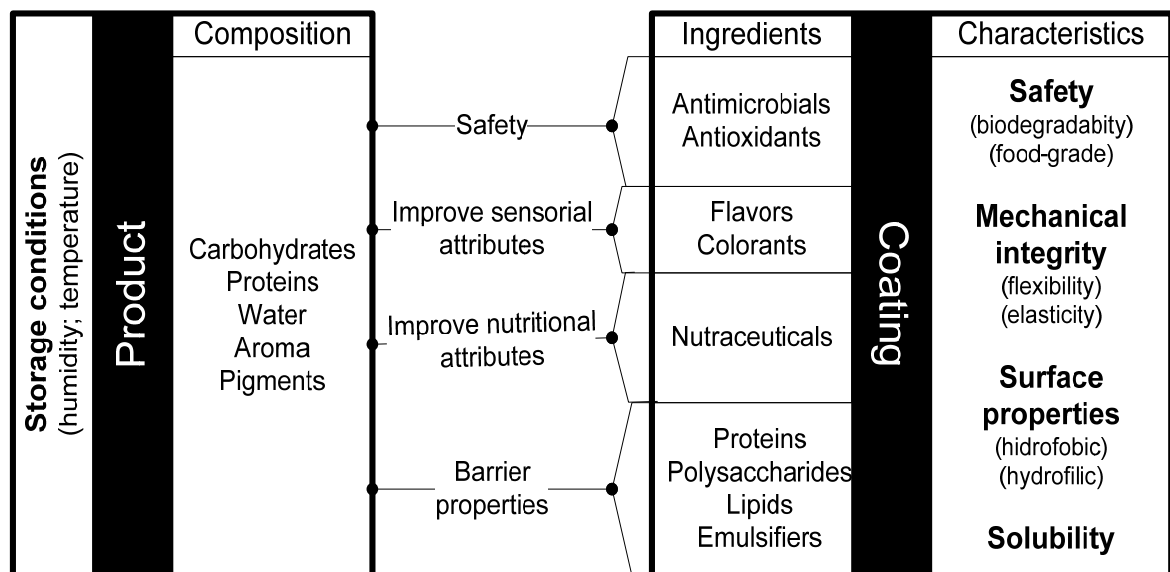 Storage conditions
(humidity; temperature)
Product
Composition
Carbohydrates
Proteins
Water
Aroma
Pigments
Safety
Improve sensorial
attributes
Improve nutritional
attributes
Barrier
properties
Ingredients
Antimicrobials
Antioxidants
Flavors
Colorants
Nutraceuticals
Proteins
Polysaccharides
Lipids
Emulsifiers
Coating
Characteristics
Safety
(biodegradabity)
(food-grade)
Mechanical
integrity
(flexibility)
(elasticity)
Surface
properties
(hidrofobic)
(hydrofilic)
Solubility